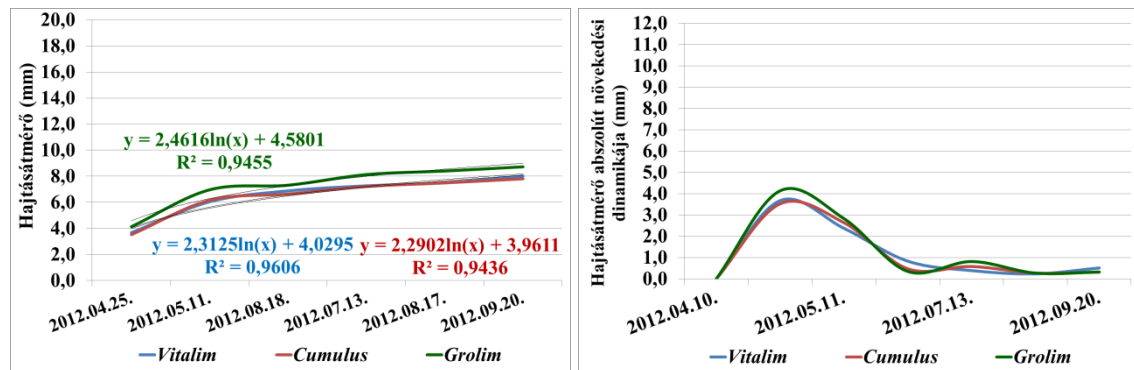 Hajtásátmérő (mm)
20,0
18,0
16,0
14,0
12,0
10,0
8,0
6,0
4,0
2,0
0,0
y = 2,4616ln(x) + 4,5801
R² = 0,9455
y = 2,3125ln(x) + 4,0295
R² = 0,9606
y = 2,2902ln(x) + 3,9611
R² = 0,9436
2012.04.25.
2012.05.11.
2012.08.18.
2012.07.13.
2012.08.17.
2012.09.20.
Vitalim
Cumulus
Grolim
Hajtásátmérő abszolút növekedési
dinamikája (mm)
12,0
11,0
10,0
9,0
8,0
7,0
6,0
5,0
4,0
3,0
2,0
1,0
0,0
2012.04.10.
2012.05.11.
2012.07.13.
2012.09.20.
Vitalim
Cumulus
Grolim